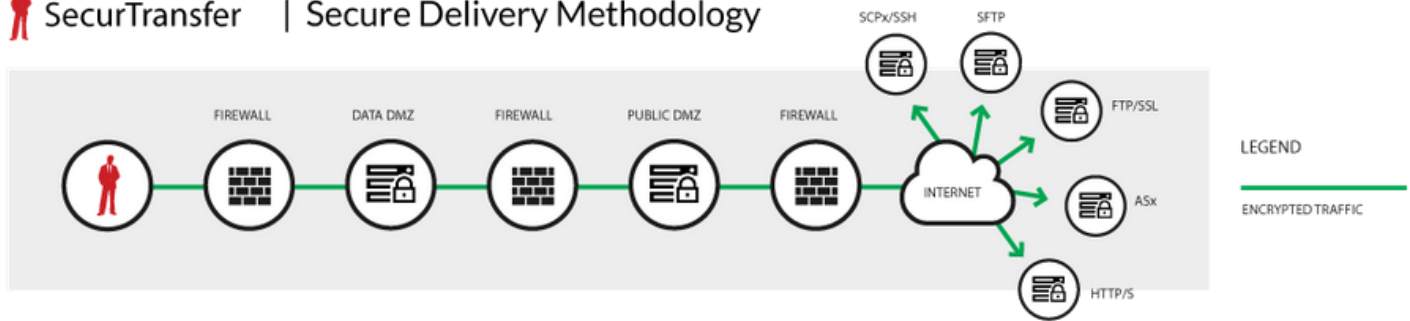 SecurTransfer | Secure Delivery Methodology
SCPx/SSH
SFTP
FTP/SSL
FIREWALL
DATA DMZ
FIREWALL
PUBLIC DMZ
FIREWALL
INTERNET
ASx
HTTP/S
LEGEND
ENCRYPTED TRAFFIC